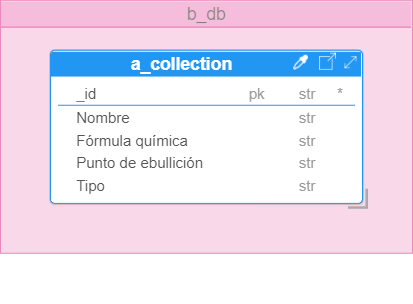 b_db
a_collection
_id pk str *
Nombre str
Fórmula química str
Punto de ebullición str
Tipo str